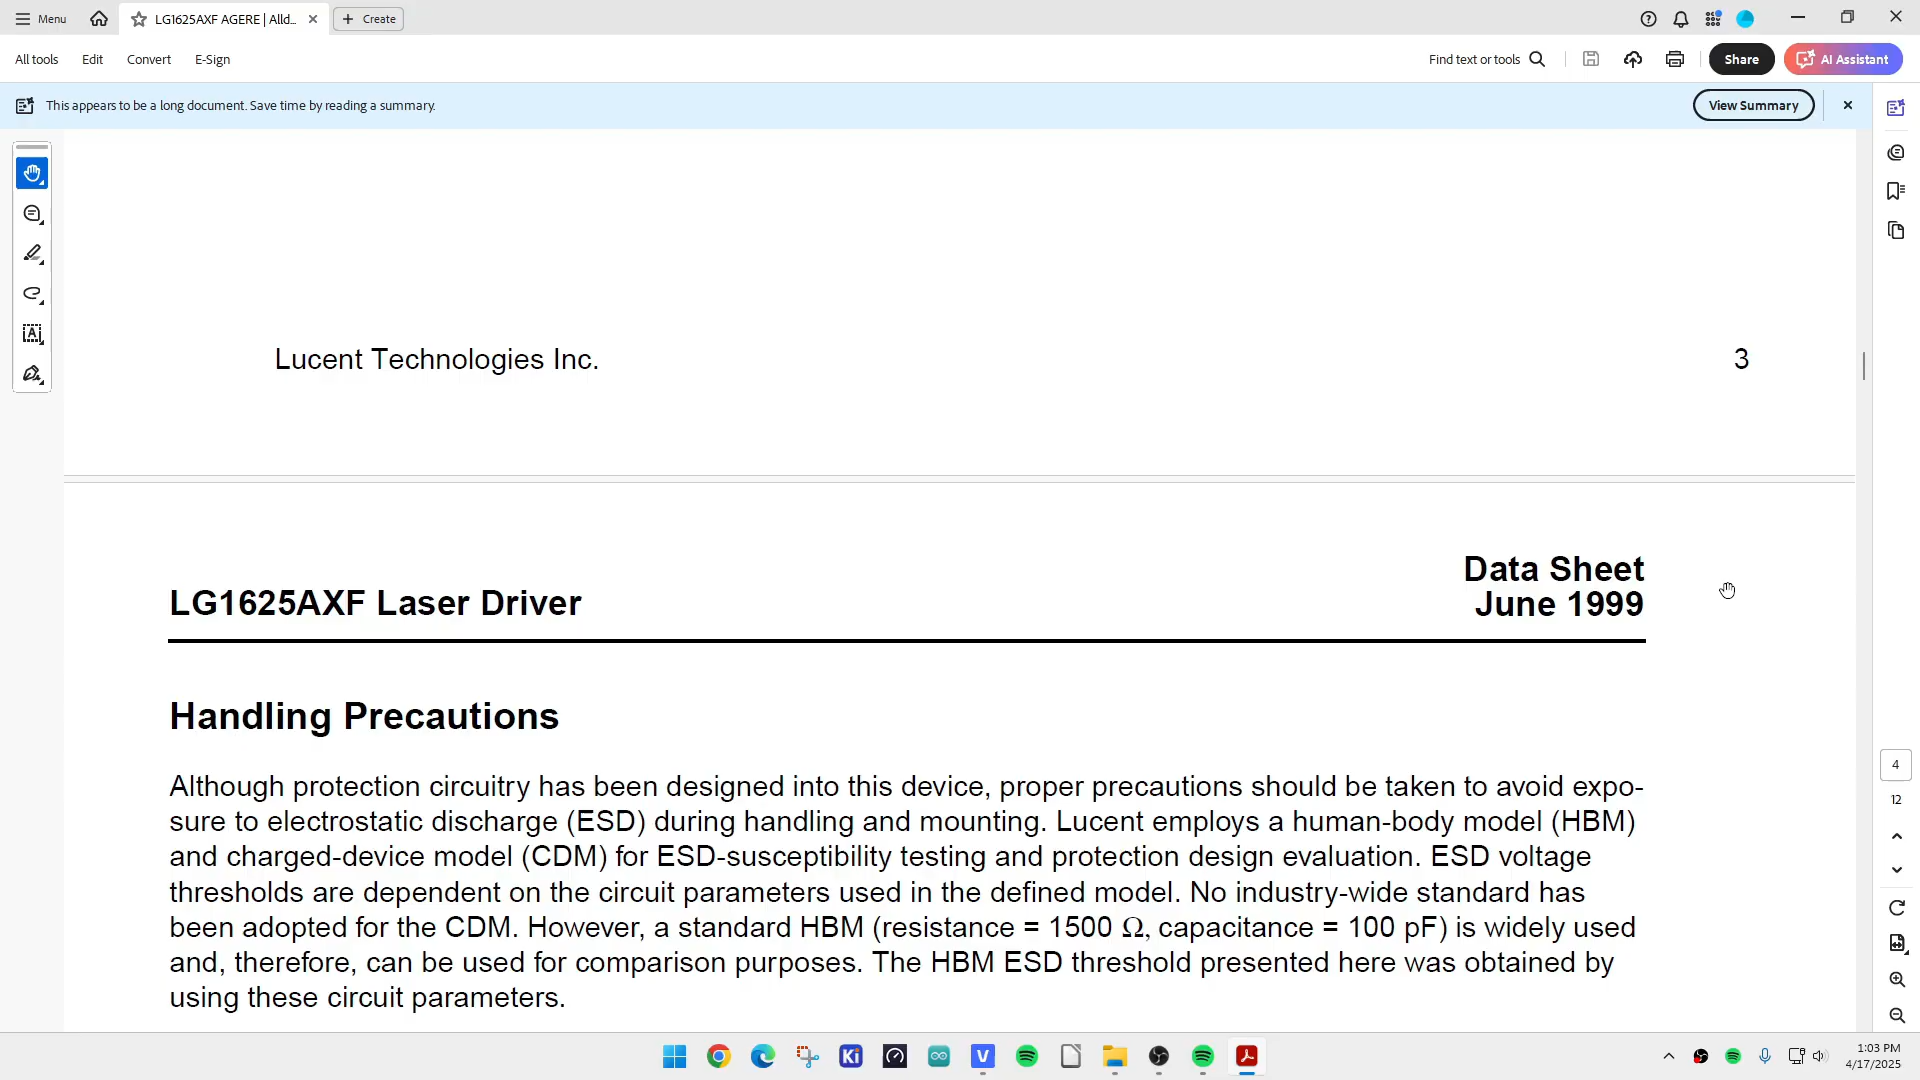 Menu
LG1625AXF AGERE | Alld...
Create
All tools
Edit
Convert
E-Sign
Find text or tools
Share
AI Assistant
This appears to be a long document. Save time by reading a summary.
View Summary
Lucent Technologies Inc.
3
Data Sheet
LG1625AXF Laser Driver
June 1999
Handling Precautions
Although protection circuitry has been designed into this device, proper precautions should be taken to avoid expo-
sure to electrostatic discharge (ESD) during handling and mounting. Lucent employs a human-body model (HBM)
and charged-device model (CDM) for ESD-susceptibility testing and protection design evaluation. ESD voltage
thresholds are dependent on the circuit parameters used in the defined model. No industry-wide standard has
been adopted for the CDM. However, a standard HBM (resistance = 1500 Ω, capacitance = 100 pF) is widely used
and, therefore, can be used for comparison purposes. The HBM ESD threshold presented here was obtained by
using these circuit parameters.
4
12
Ki
V
1:03 PM
4/17/2025